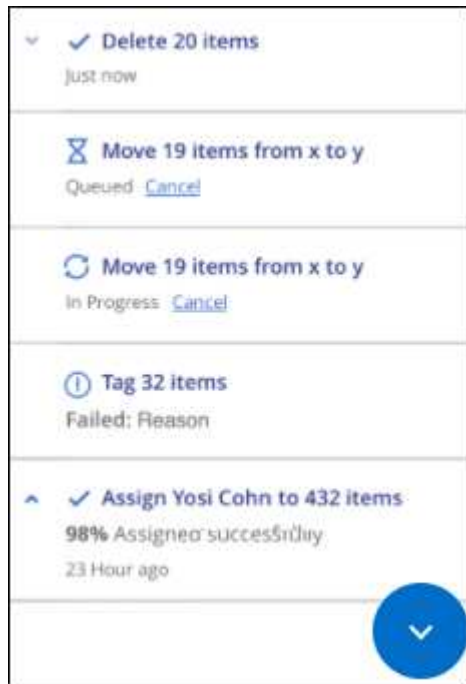 Delete 20 items
Just now
Move 19 items from x to y
Queued Cancel
Move 19 items from x to y
In Progress Cancel
Tag 32 items
Failed: Reason
Assign Yosi Cohn to 432 items
98% Assigned
23 Hour ago